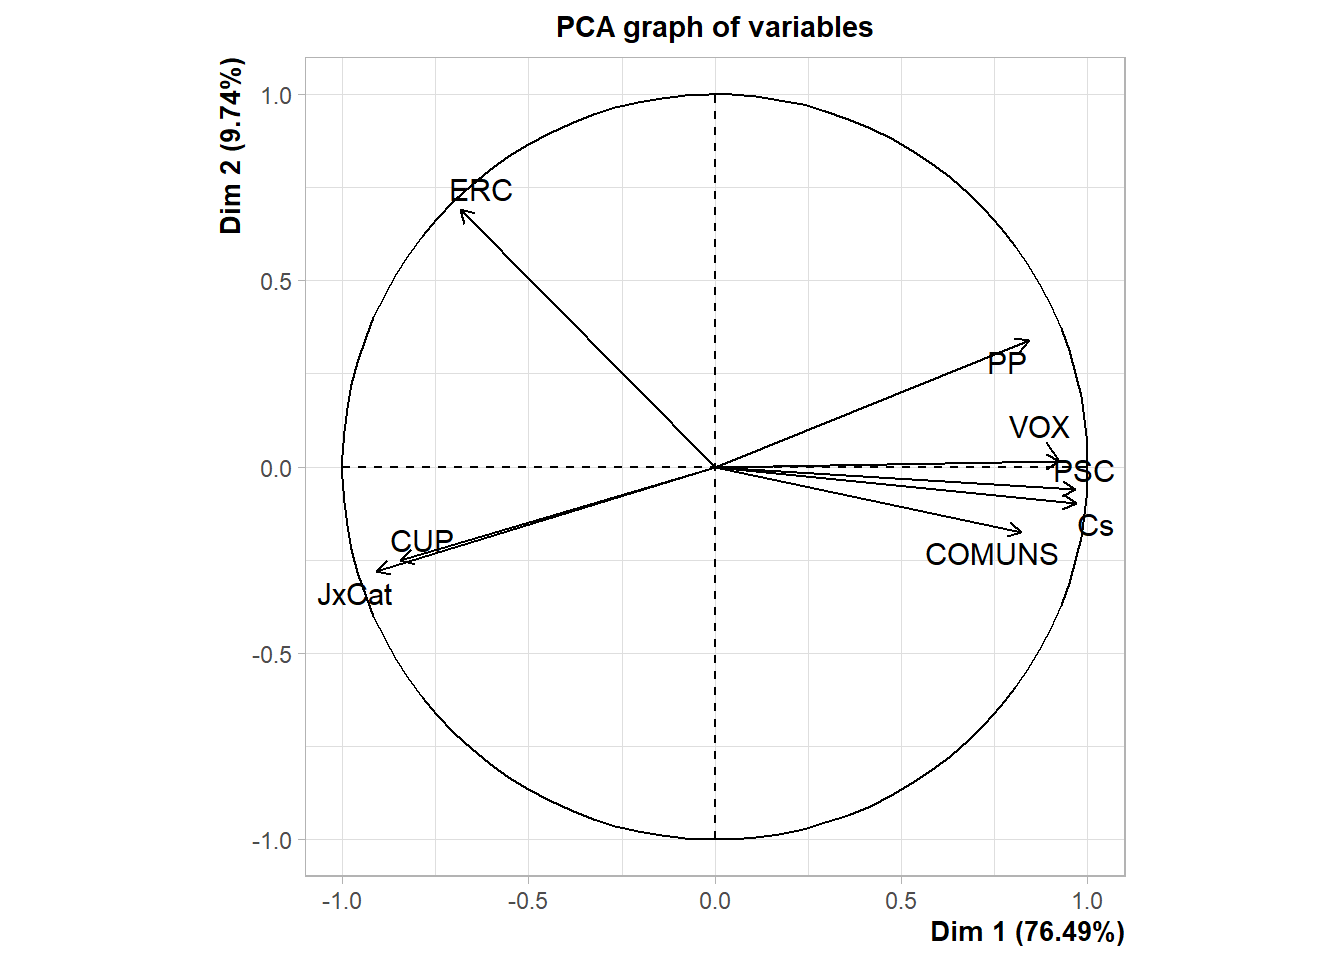 PCA graph of variables
Dim 2 (9.74%)
1.0
0.5
0.0
-0.5
-1.0
ERC
PP
VOX
PSC
Cs
COMUNS
CUP
JxCat
-1.0
-0.5
0.0
0.5
1.0
Dim 1 (76.49%)